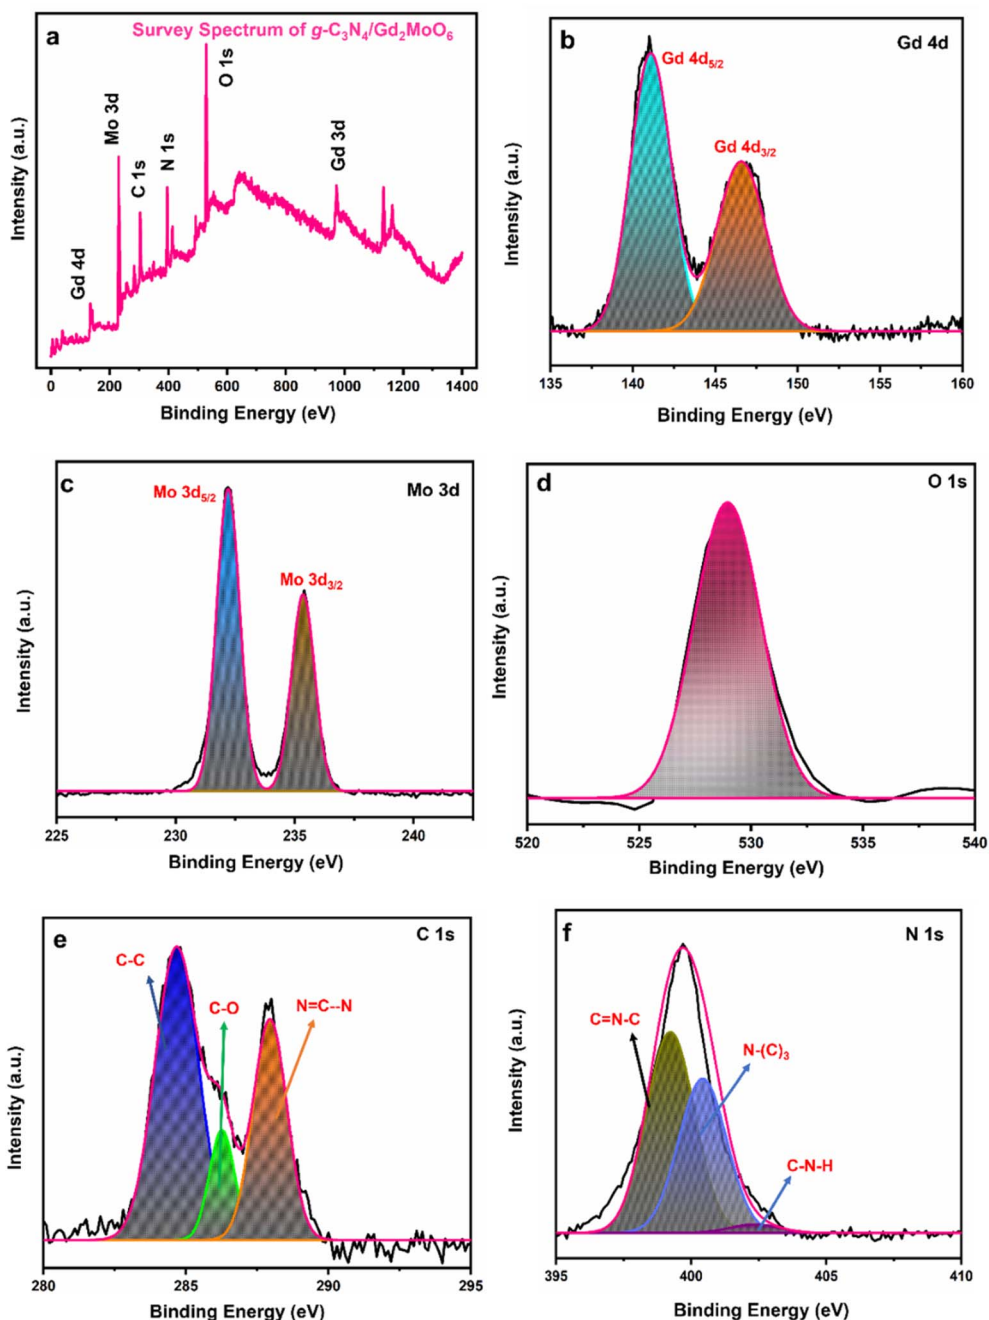 a
Survey Spectrum of g-C₃N₄/Gd₂MoO₆
Gd 4d
Mo 3d
C 1s
N 1s
O 1s
Gd 3d
Intensity (a.u.)
0 200 400 600 800 1000 1200 1400
Binding Energy (eV)
b
Gd 4d
Gd 4d₅/₂
Gd 4d₃/₂
Intensity (a.u.)
135 140 145 150 155 160
Binding Energy (eV)
c
Mo 3d
Mo 3d₅/₂
Mo 3d₃/₂
Intensity (a.u.)
225 230 235 240
Binding Energy (eV)
d
O 1s
Intensity (a.u.)
520 525 530 535 540
Binding Energy (eV)
e
C 1s
C-C
C-O
N=C--N
Intensity (a.u.)
280 285 290 295
Binding Energy (eV)
f
N 1s
C=N-C
N-(C)₃
C-N-H
Intensity (a.u.)
395 400 405 410
Binding Energy (eV)